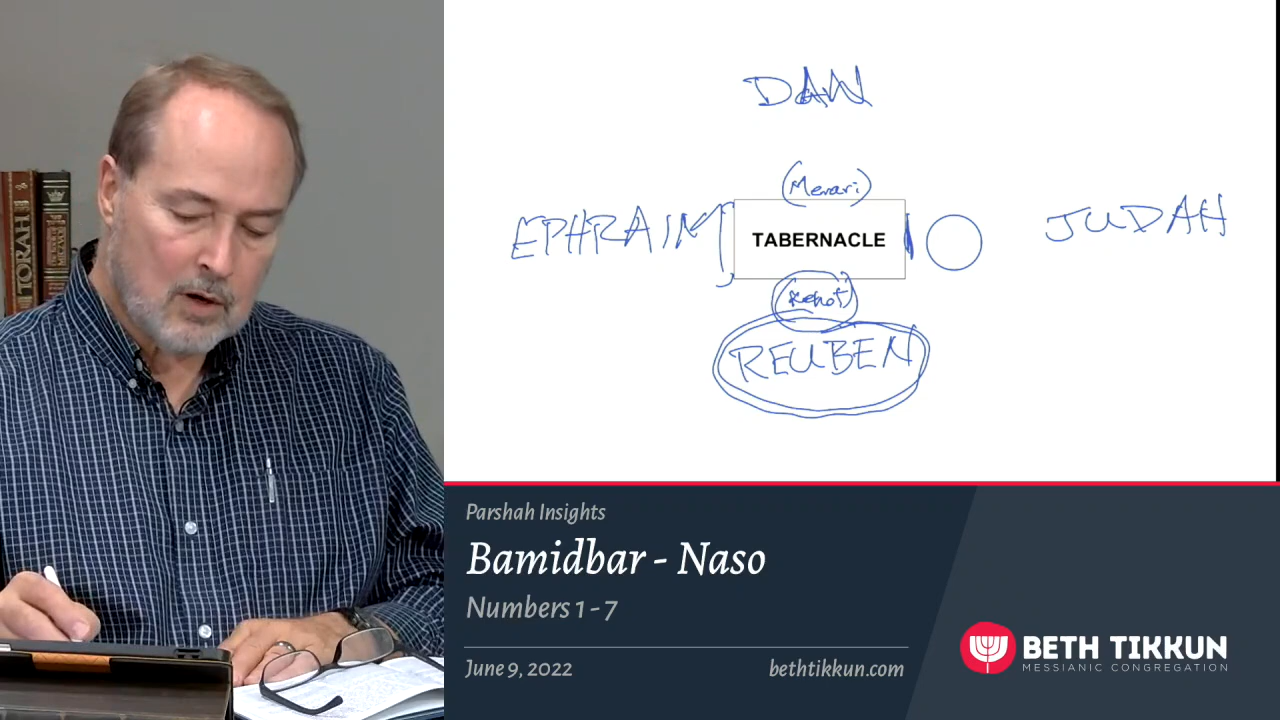 DAN
(Merari)
EPHRAIM
TABERNACLE
JUDAH
(Kehot)
REUBEN
TORAH
Parshah Insights
Bamidbar - Naso
Numbers 1 - 7
June 9, 2022
bethtikkun.com
BETH TIKKUN
MESSIANIC CONGREGATION